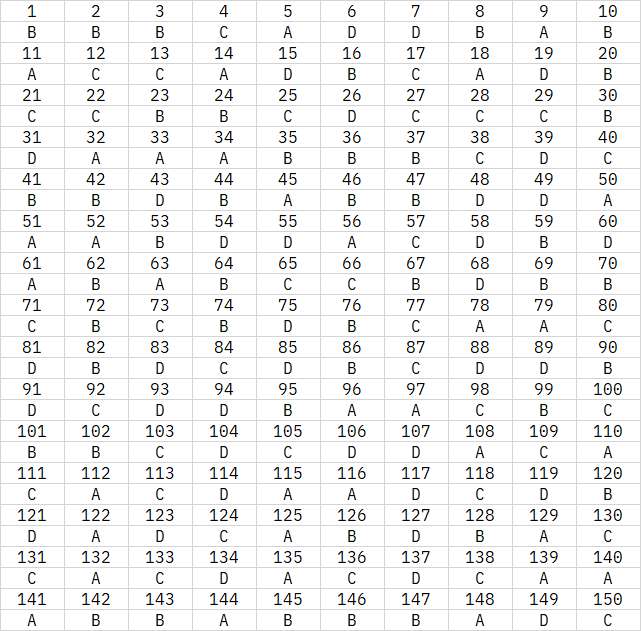 1 2 3 4 5 6 7 8 9 10
B B B C A D D B A B
11 12 13 14 15 16 17 18 19 20
A C C A D B C A D B
21 22 23 24 25 26 27 28 29 30
C C B B C D C C C B
31 32 33 34 35 36 37 38 39 40
D A A A B B B C D C
41 42 43 44 45 46 47 48 49 50
B B D B A B B D D A
51 52 53 54 55 56 57 58 59 60
A A B D D A C D B D
61 62 63 64 65 66 67 68 69 70
A B A B C C B D B B
71 72 73 74 75 76 77 78 79 80
C B C B D B C A A C
81 82 83 84 85 86 87 88 89 90
D B D C D B C D D B
91 92 93 94 95 96 97 98 99 100
D C D D B A A C B C
101 102 103 104 105 106 107 108 109 110
B B C D C D D A C A
111 112 113 114 115 116 117 118 119 120
C A C D A A D C D B
121 122 123 124 125 126 127 128 129 130
D A D C A B D B A C
131 132 133 134 135 136 137 138 139 140
C A C D A C D C A A
141 142 143 144 145 146 147 148 149 150
A B B A B B B A D C